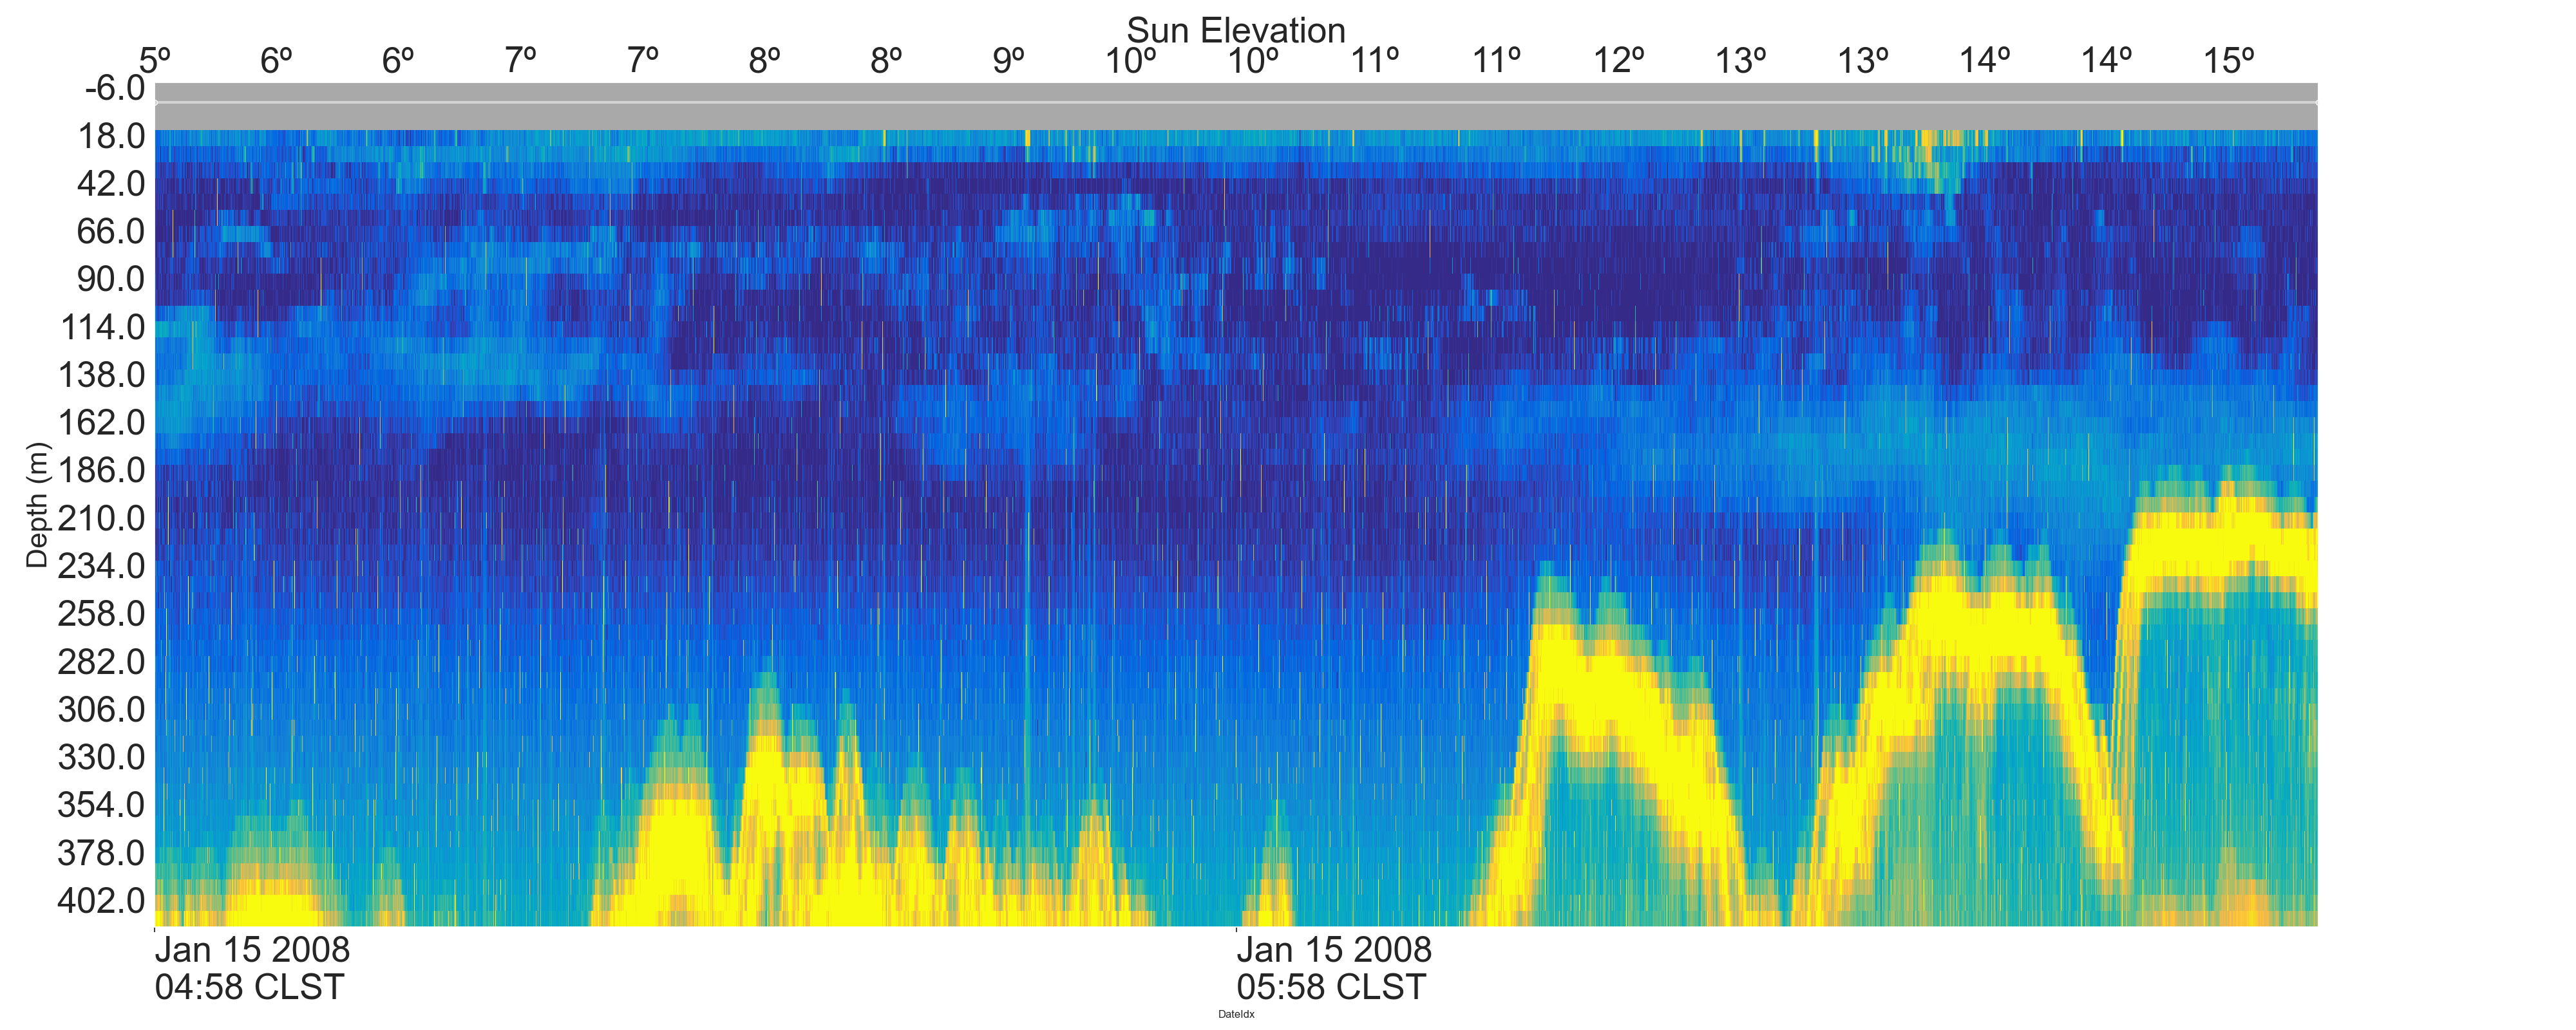 Sun Elevation
5º 6º 6º 7º 7º 8º 8º 9º 10º 10º 11º 11º 12º 13º 13º 14º 14º 15º
-6.0
18.0
42.0
66.0
90.0
114.0
138.0
162.0
186.0
210.0
234.0
258.0
282.0
306.0
330.0
354.0
378.0
402.0
Depth (m)
Jan 15 2008
04:58 CLST
Jan 15 2008
05:58 CLST
DateIdx